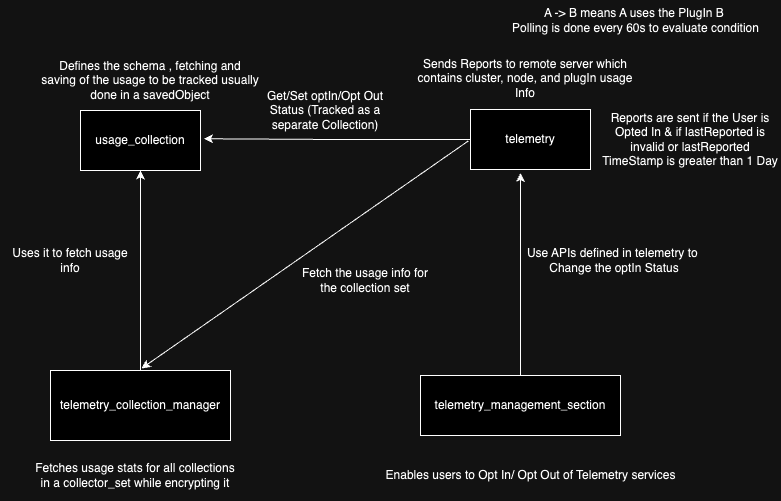 A -> B means A uses the PlugIn B
Polling is done every 60s to evaluate condition
Defines the schema , fetching and
saving of the usage to be tracked usually
done in a savedObject
Sends Reports to remote server which
contains cluster, node, and plugIn usage
Info
Get/Set optIn/Opt Out
Status (Tracked as a
separate Collection)
usage_collection
telemetry
Reports are sent if the User is
Opted In & if lastReported is
invalid or lastReported
TimeStamp is greater than 1 Day
Uses it to fetch usage
info
Use APIs defined in telemetry to
Change the optIn Status
Fetch the usage info for
the collection set
telemetry_collection_manager
telemetry_management_section
Fetches usage stats for all collections
in a collector_set while encrypting it
Enables users to Opt In/ Opt Out of Telemetry services